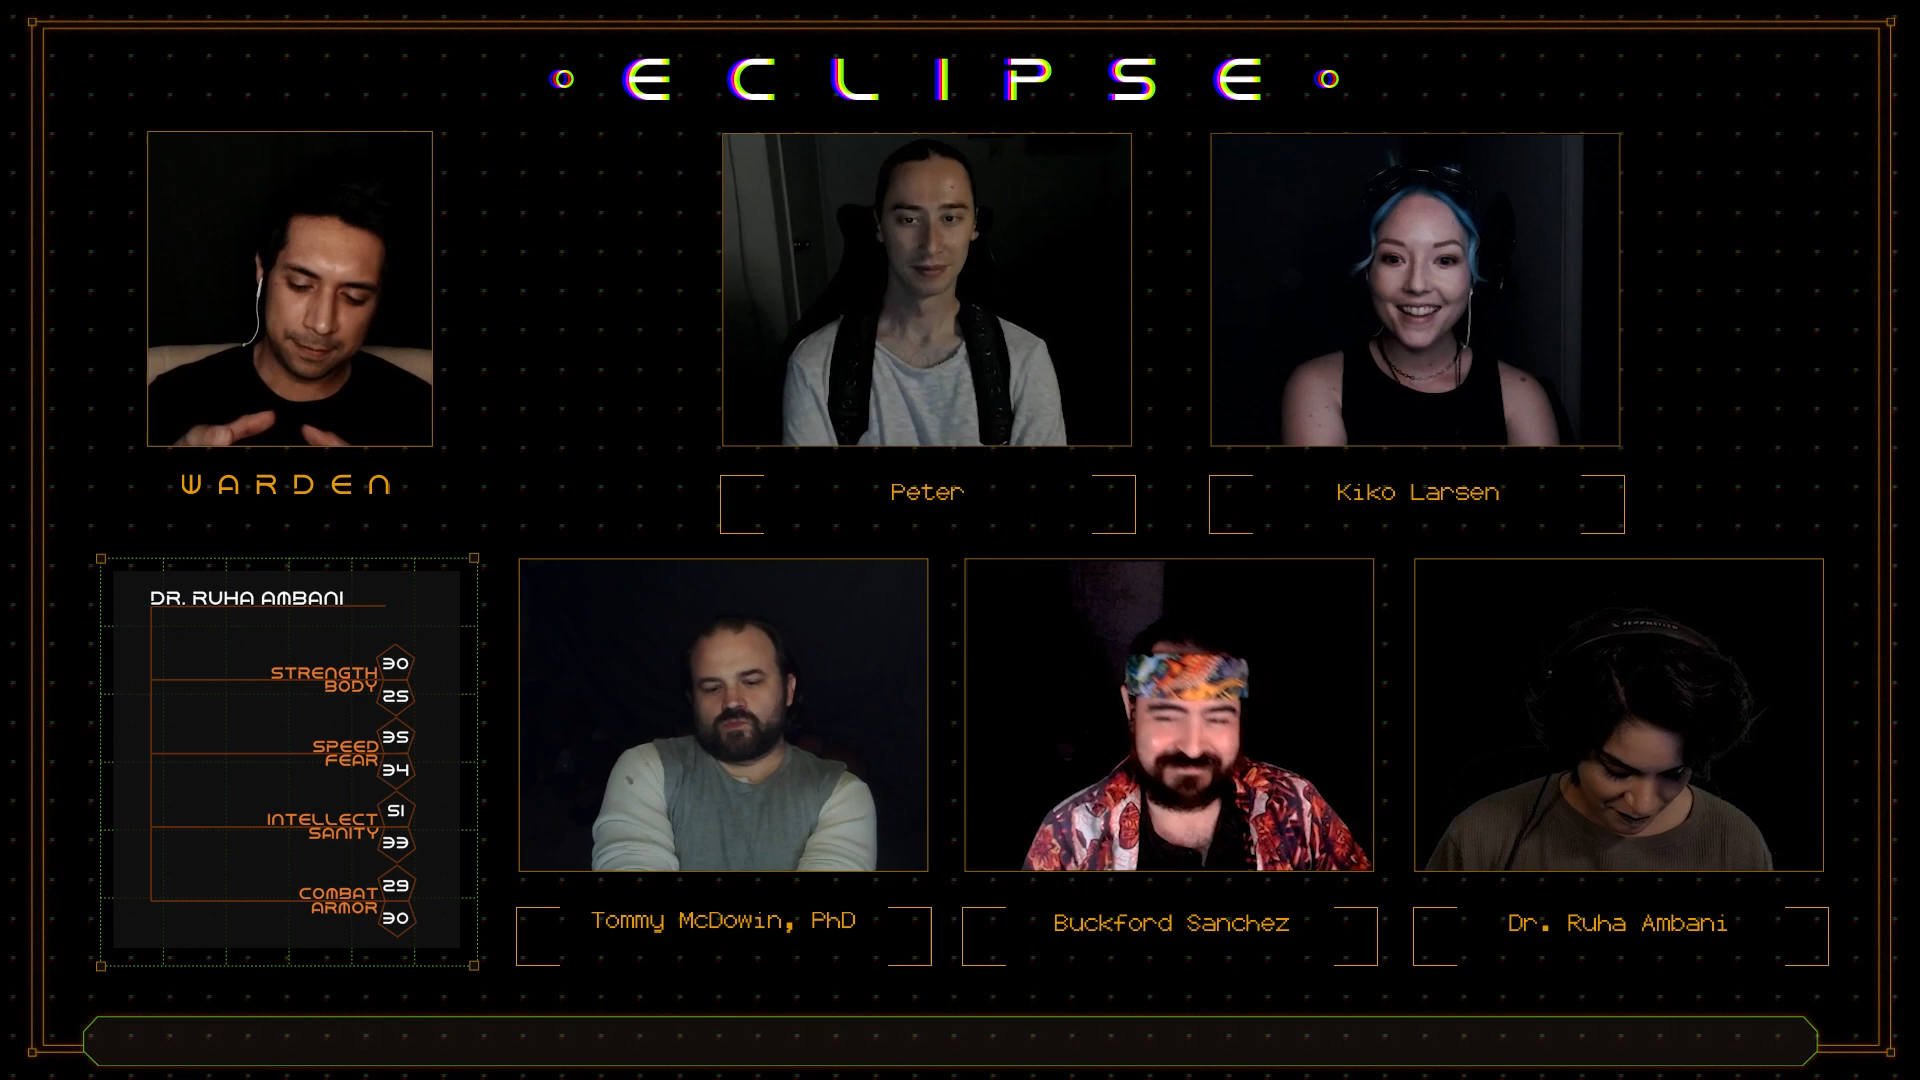 ECLIPSE
WARDEN
Peter
Kiko Larsen
DR. RUHA AMBANI
STRENGTH 30
BODY 25
SPEED 35
FEAR 34
INTELLECT 51
SANITY 33
COMBAT 29
ARMOR 30
Tommy McDowin, PhD
Buckford Sanchez
Dr. Ruha Ambani